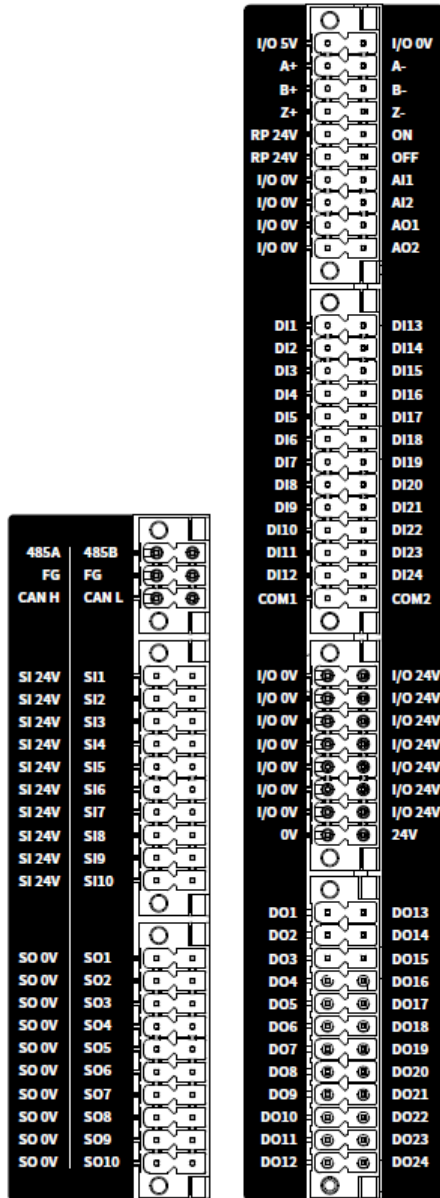 485A 485B
FG FG
CAN H CAN L
SI 24V SI1
SI 24V SI2
SI 24V SI3
SI 24V SI4
SI 24V SI5
SI 24V SI6
SI 24V SI7
SI 24V SI8
SI 24V SI9
SI 24V SI10
SO 0V SO1
SO 0V SO2
SO 0V SO3
SO 0V SO4
SO 0V SO5
SO 0V SO6
SO 0V SO7
SO 0V SO8
SO 0V SO9
SO 0V SO10
I/O 5V I/O 0V
A+ A-
B+ B-
Z+ Z-
RP 24V ON
RP 24V OFF
I/O 0V AI1
I/O 0V AI2
I/O 0V AO1
I/O 0V AO2
DI1 DI13
DI2 DI14
DI3 DI15
DI4 DI16
DI5 DI17
DI6 DI18
DI7 DI19
DI8 DI20
DI9 DI21
DI10 DI22
DI11 DI23
DI12 DI24
COM1 COM2
I/O 0V I/O 24V
I/O 0V I/O 24V
I/O 0V I/O 24V
I/O 0V I/O 24V
I/O 0V I/O 24V
I/O 0V I/O 24V
I/O 0V I/O 24V
0V 24V
DO1 DO13
DO2 DO14
DO3 DO15
DO4 DO16
DO5 DO17
DO6 DO18
DO7 DO19
DO8 DO20
DO9 DO21
DO10 DO22
DO11 DO23
DO12 DO24